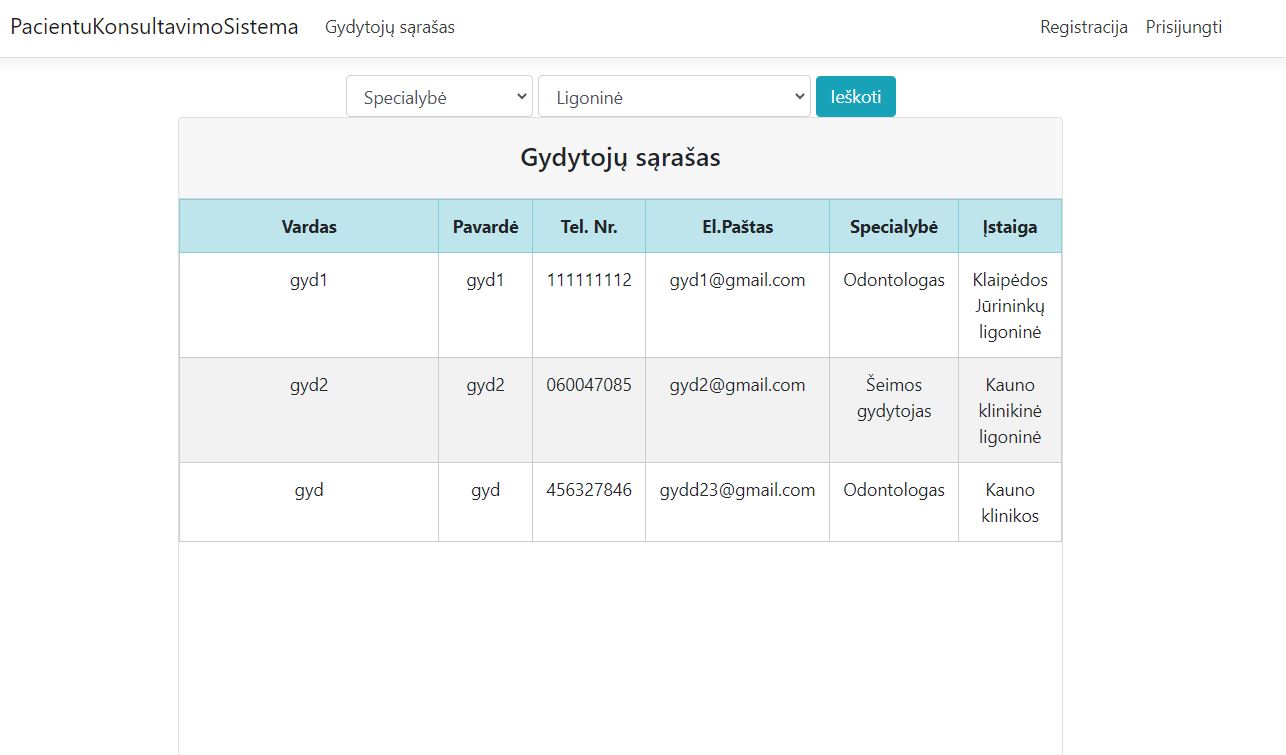 PacientuKonsultavimoSistema Gydytojų sąrašas Registracija Prisijungti
Specialybė Ligoninė Ieškoti
Gydytojų sąrašas
Vardas Pavardė Tel. Nr. El.Paštas Specialybė Įstaiga
gyd1 gyd1 111111112 gyd1@gmail.com Odontologas Klaipėdos
Jūrininkų
ligoninė
gyd2 gyd2 060047085 gyd2@gmail.com Šeimos Kauno
gydytojas klinikinė
ligoninė
gyd gyd 456327846 gydd23@gmail.com Odontologas Kauno
klinikos